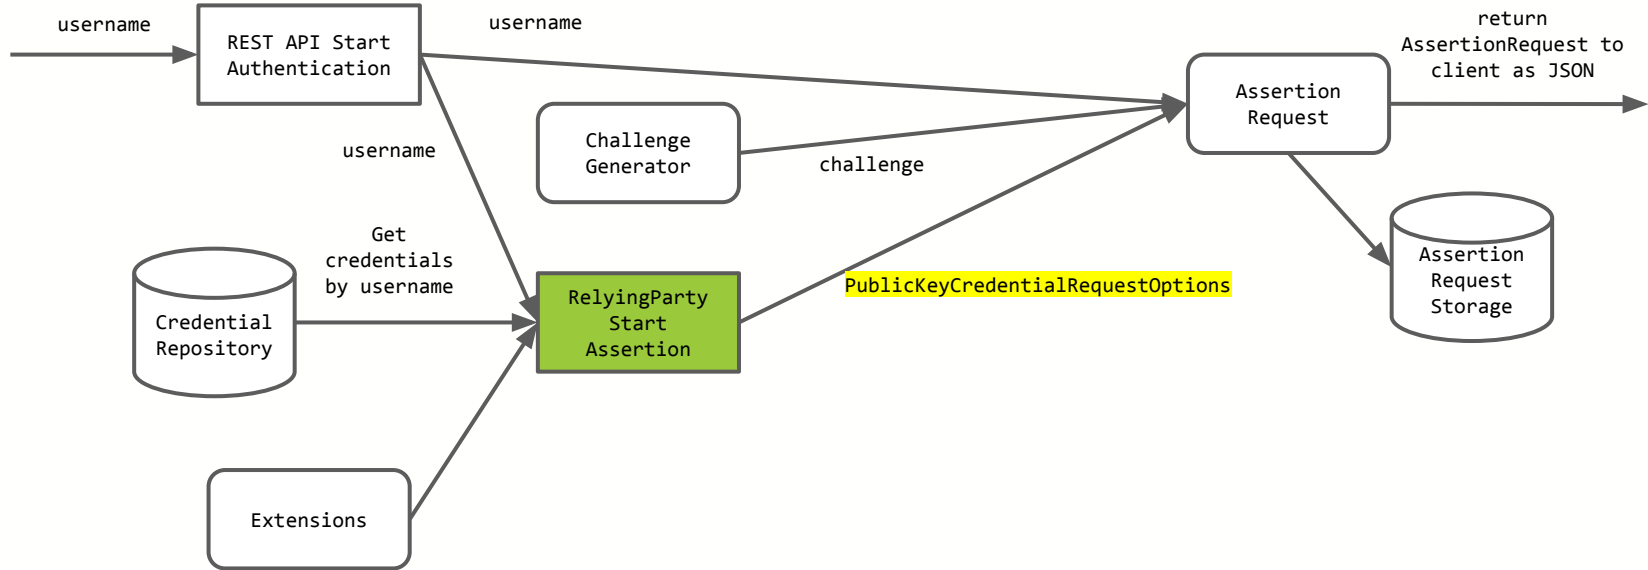 username
REST API Start
Authentication
username
return
AssertionRequest to
client as JSON
Assertion
Request
Challenge
Generator
username
challenge
Get
credentials
by username
Credential
Repository
RelyingParty
Start
Assertion
PublicKeyCredentialRequestOptions
Assertion
Request
Storage
Extensions